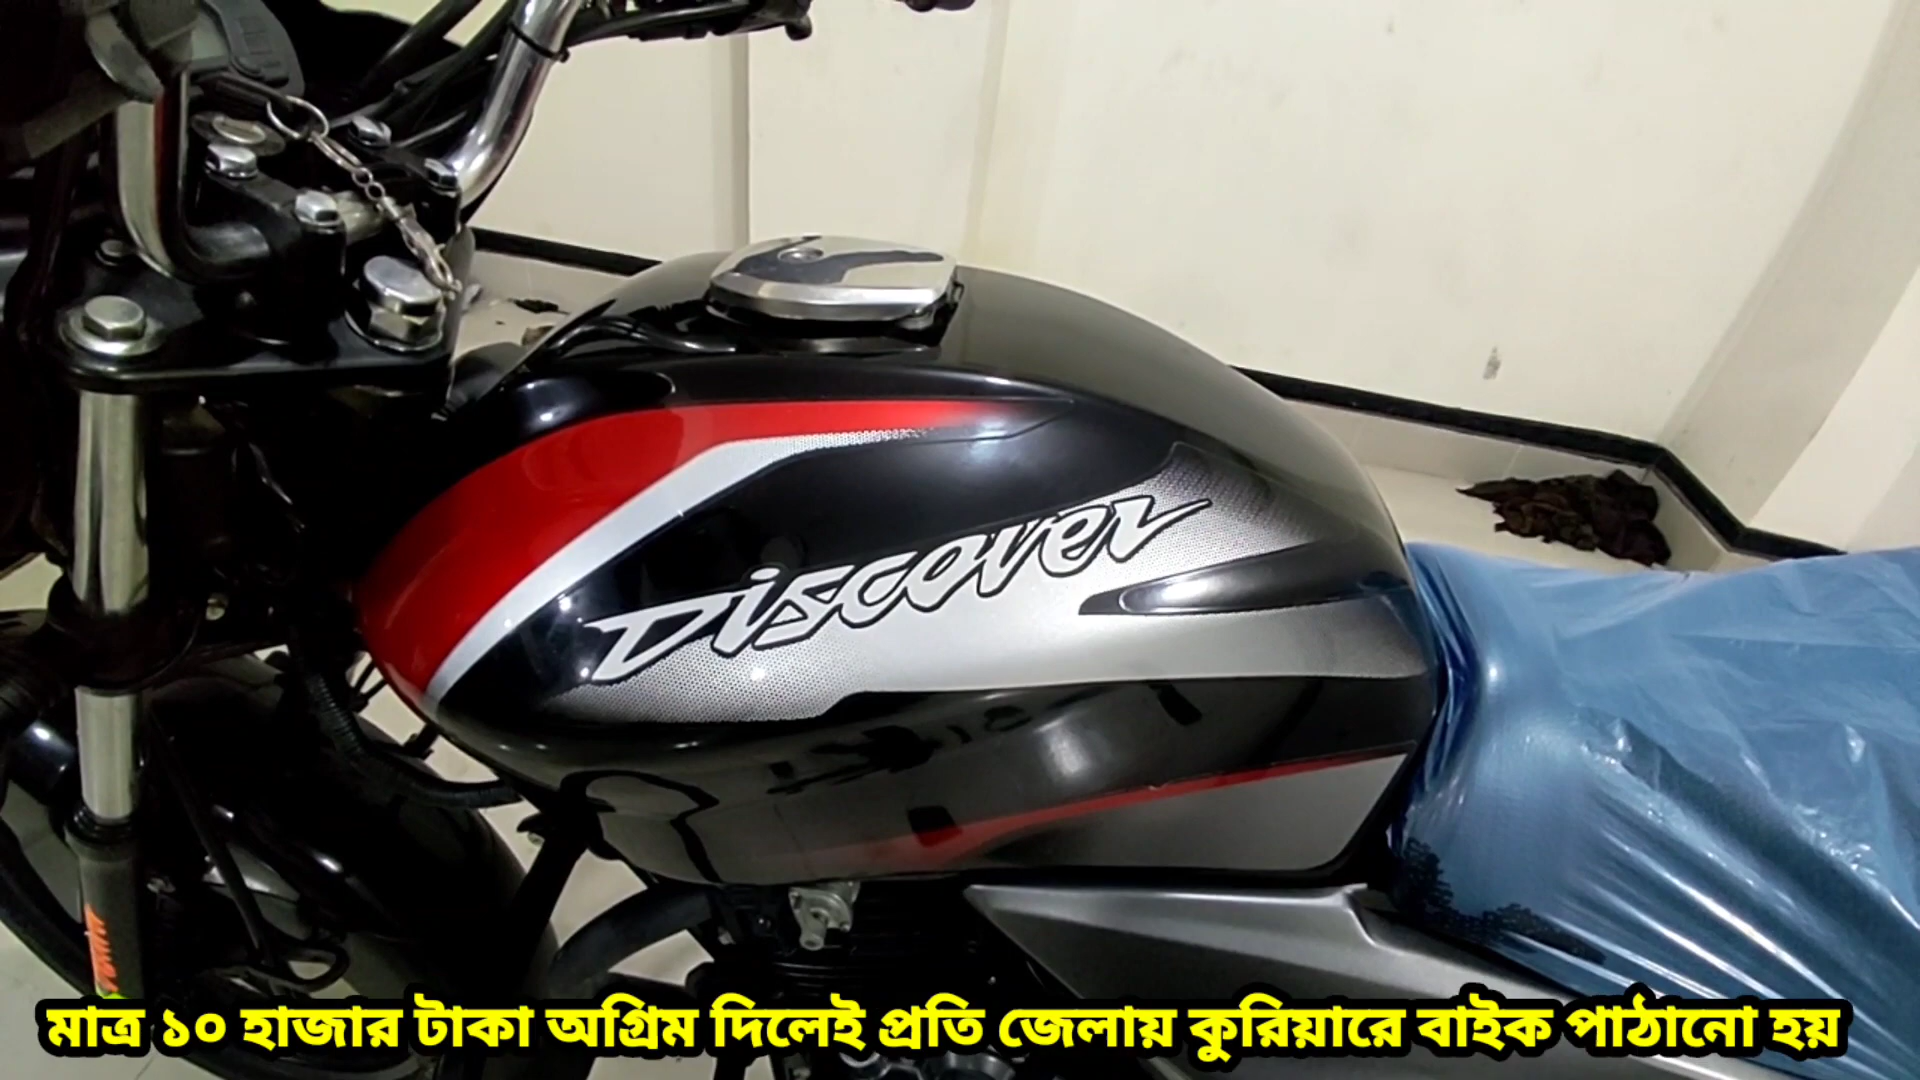 Discover
মাত্র ১০ হাজার টাকা অগ্রিম দিলেই প্রতি জেলায় কুরিয়ারে বাইক পাঠানো হয়